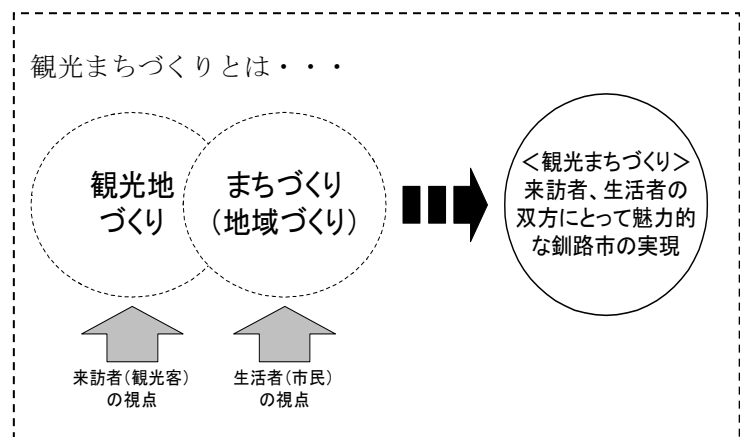 観光まちづくりとは・・・
観光地
づくり
まちづくり
（地域づくり）
＜観光まちづくり＞
来訪者、生活者の
双方にとって魅力的
な釧路市の実現
来訪者（観光客）
の視点
生活者（市民）
の視点